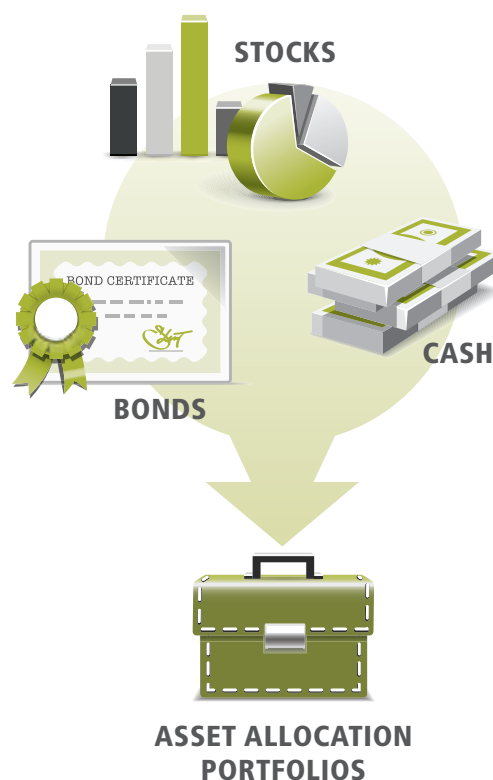 STOCKS
BOND CERTIFICATE
CASH
BONDS
ASSET ALLOCATION
PORTFOLIOS